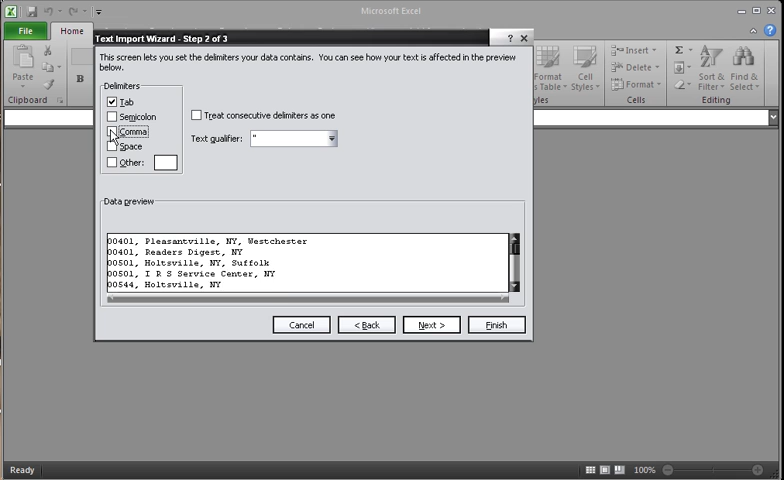 Microsoft Excel
File
Home
Text Import Wizard - Step 2 of 3
This screen lets you set the delimiters your data contains. You can see how your text is affected in the preview
below.
Delimiters
Tab
Semicolon
Comma
Space
Other:
Treat consecutive delimiters as one
Text qualifier:
"
Data preview
00401, Pleasantville, NY, Westchester
00401, Readers Digest, NY
00501, Holtsville, NY, Suffolk
00501, I R S Service Center, NY
00544, Holtsville, NY
Cancel
< Back
Next >
Finish
Paste
B
Clipboard
Format
Table
Cell
Styles
yles
Insert
Delete
Format
Cells
Σ
Sort &
Filter
Find &
Select
Editing
Ready
100%